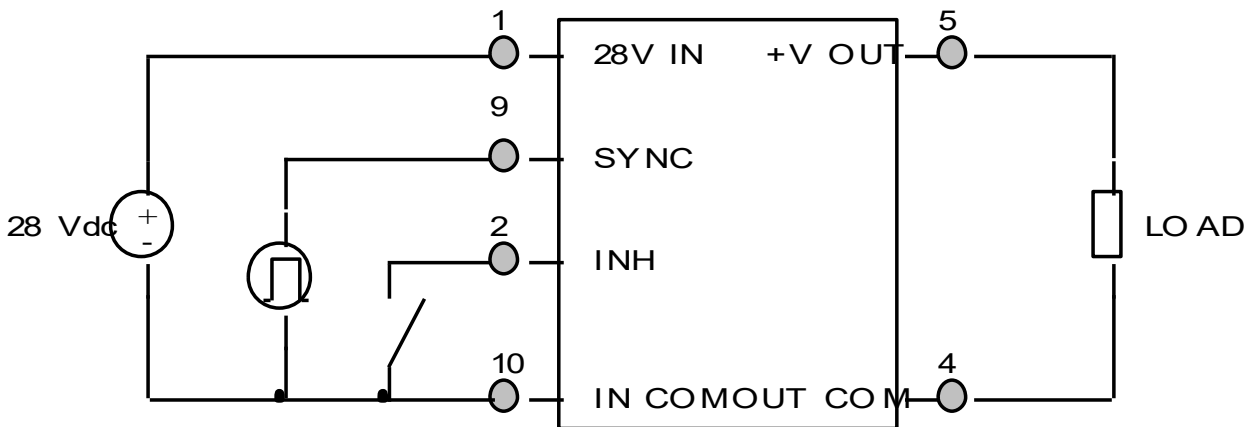 1
5
28V IN +V OUT
9
SYNC
28 Vdc + -
2
LOAD
INH
10
4
IN COM OUT COM